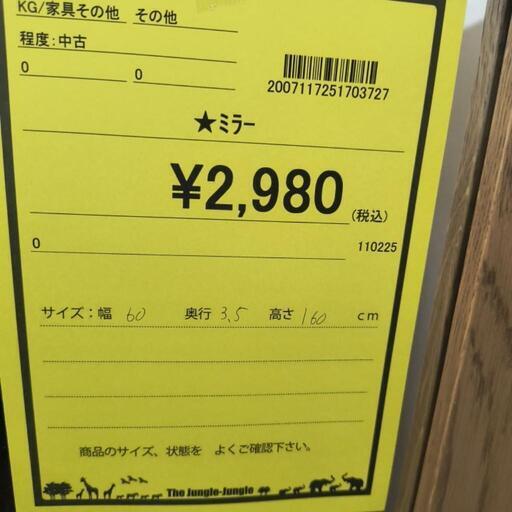 KG/家具その他 その他
程度:中古
0 0
2007117251703727
★ミラー
¥2,980
(税込)
0 110225
サイズ:幅 60 奥行 3.5 高さ 160 cm
商品のサイズ、状態を よくご確認下さい。
The Jungle-Jungle